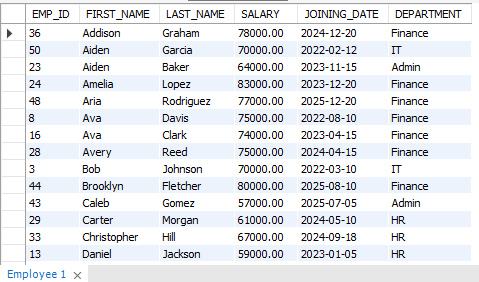 EMP_ID FIRST_NAME LAST_NAME SALARY JOINING_DATE DEPARTMENT
36 Addison Graham 78000.00 2024-12-20 Finance
50 Aiden Garcia 70000.00 2022-02-12 IT
23 Aiden Baker 64000.00 2023-11-15 Admin
24 Amelia Lopez 83000.00 2023-12-20 Finance
48 Aria Rodriguez 77000.00 2025-12-20 Finance
8 Ava Davis 75000.00 2022-08-10 Finance
16 Ava Clark 74000.00 2023-04-15 Finance
28 Avery Reed 75000.00 2024-04-15 Finance
3 Bob Johnson 70000.00 2022-03-10 IT
44 Brooklyn Fletcher 80000.00 2025-08-10 Finance
43 Caleb Gomez 57000.00 2025-07-05 Admin
29 Carter Morgan 61000.00 2024-05-10 HR
33 Christopher Hill 67000.00 2024-09-18 HR
13 Daniel Jackson 59000.00 2023-01-05 HR
Employee 1